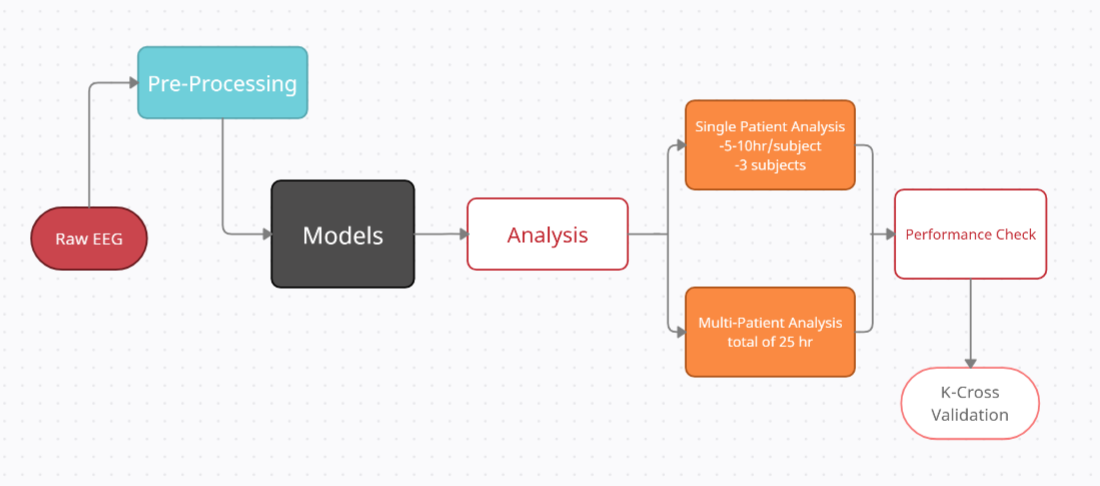 Pre-Processing
Raw EEG
Models
Analysis
Single Patient Analysis
-5-10hr/subject
-3 subjects
Multi-Patient Analysis
total of 25 hr
Performance Check
K-Cross
Validation